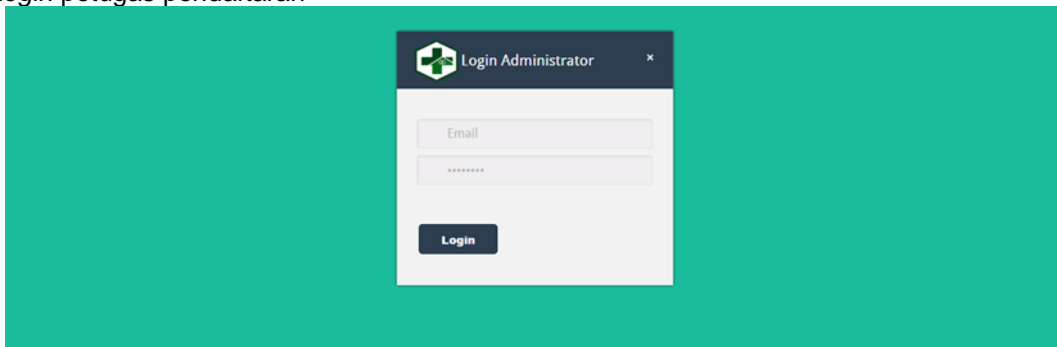 login petugas pendaftaran
Login Administrator ×
Email
********
Login